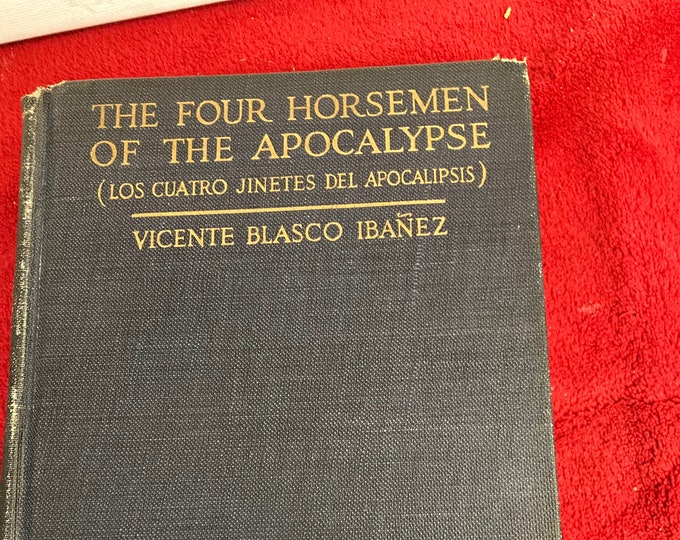 THE FOUR HORSEMEN
OF THE APOCALYPSE
(LOS CUATRO JINETES DEL APOCALIPSIS)
VICENTE BLASCO IBAÑEZ